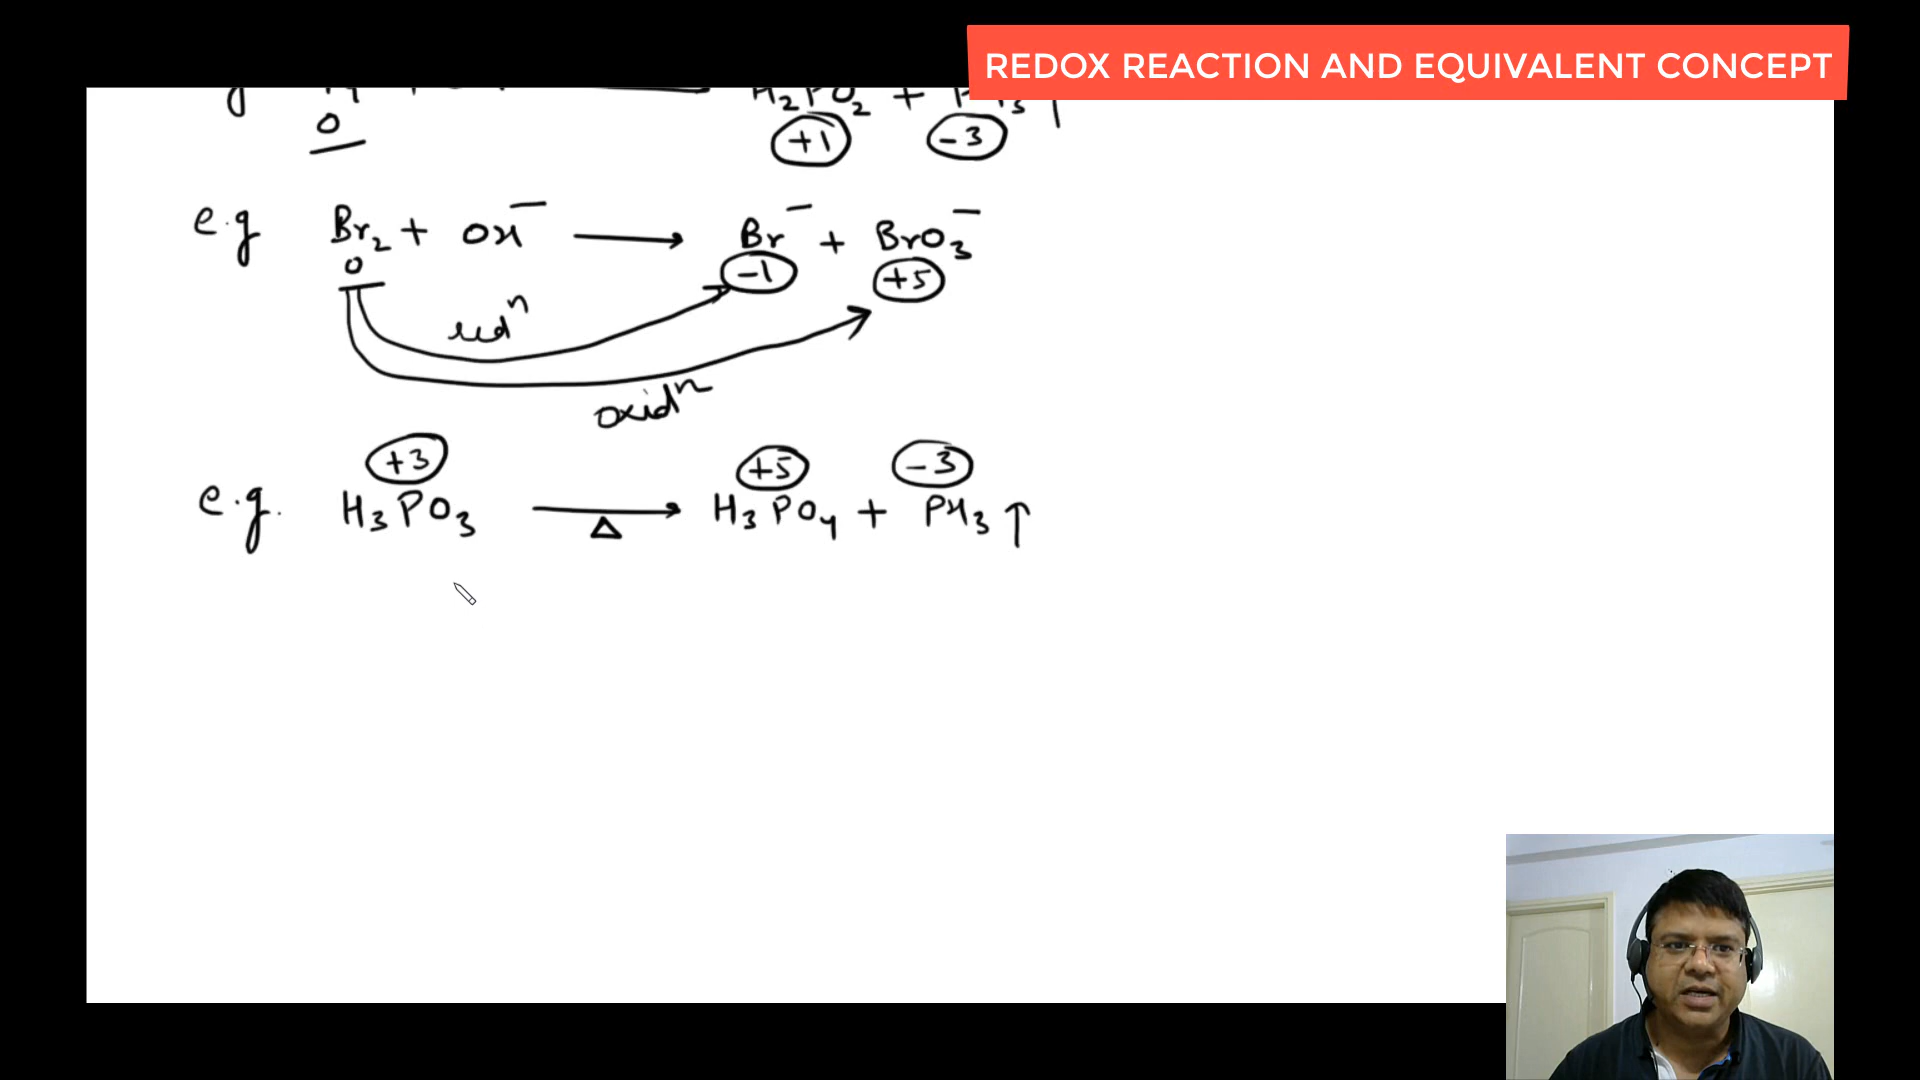 REDOX REACTION AND EQUIVALENT CONCEPT
H₂PO₂ +
0 +1 -3
e.g Br₂ + OH⁻ ⟶ Br⁻ + BrO₃⁻
0 -1 +5
redⁿ
oxidⁿ
+3 +5 -3
e.g. H₃PO₃ ⟶ H₃PO₄ + PH₃ ↑
Δ